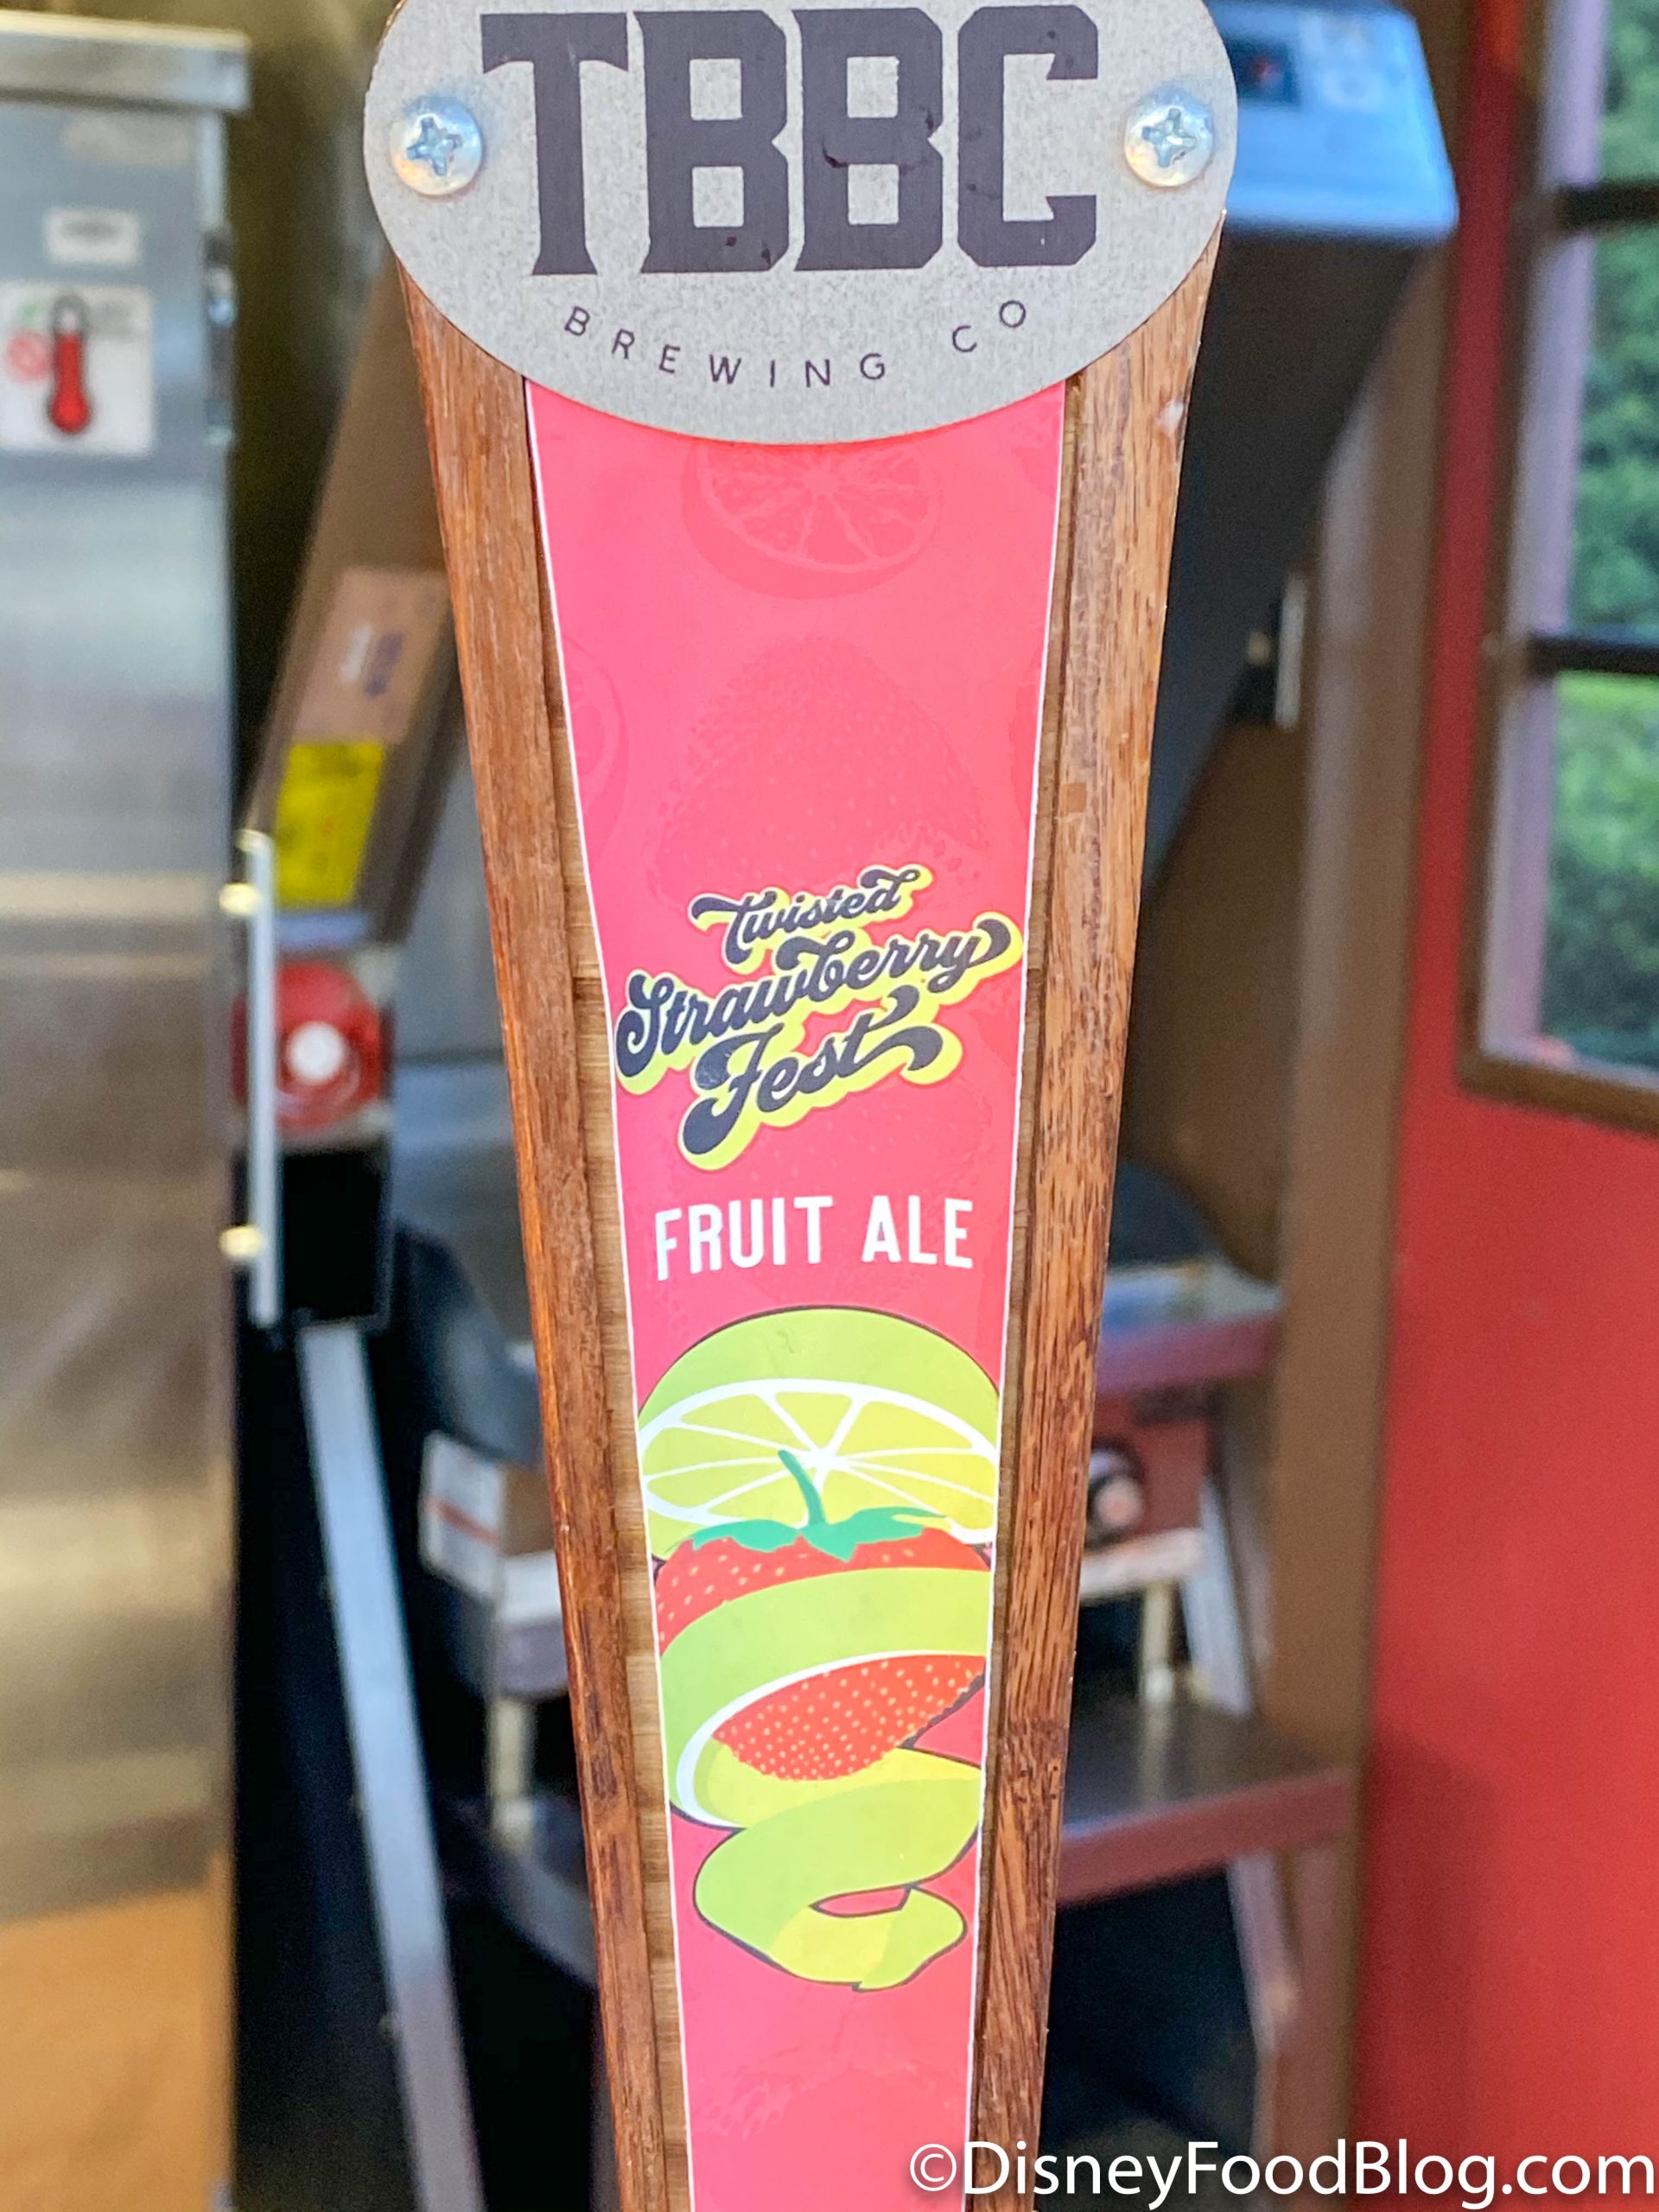 TBBC
BREWING CO
Twisted
Strawberry
Fest
FRUIT ALE
©DisneyFoodBlog.com